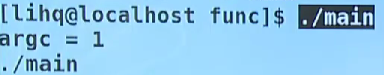 [lihq@localhost func]$ ./main
argc = 1
./main